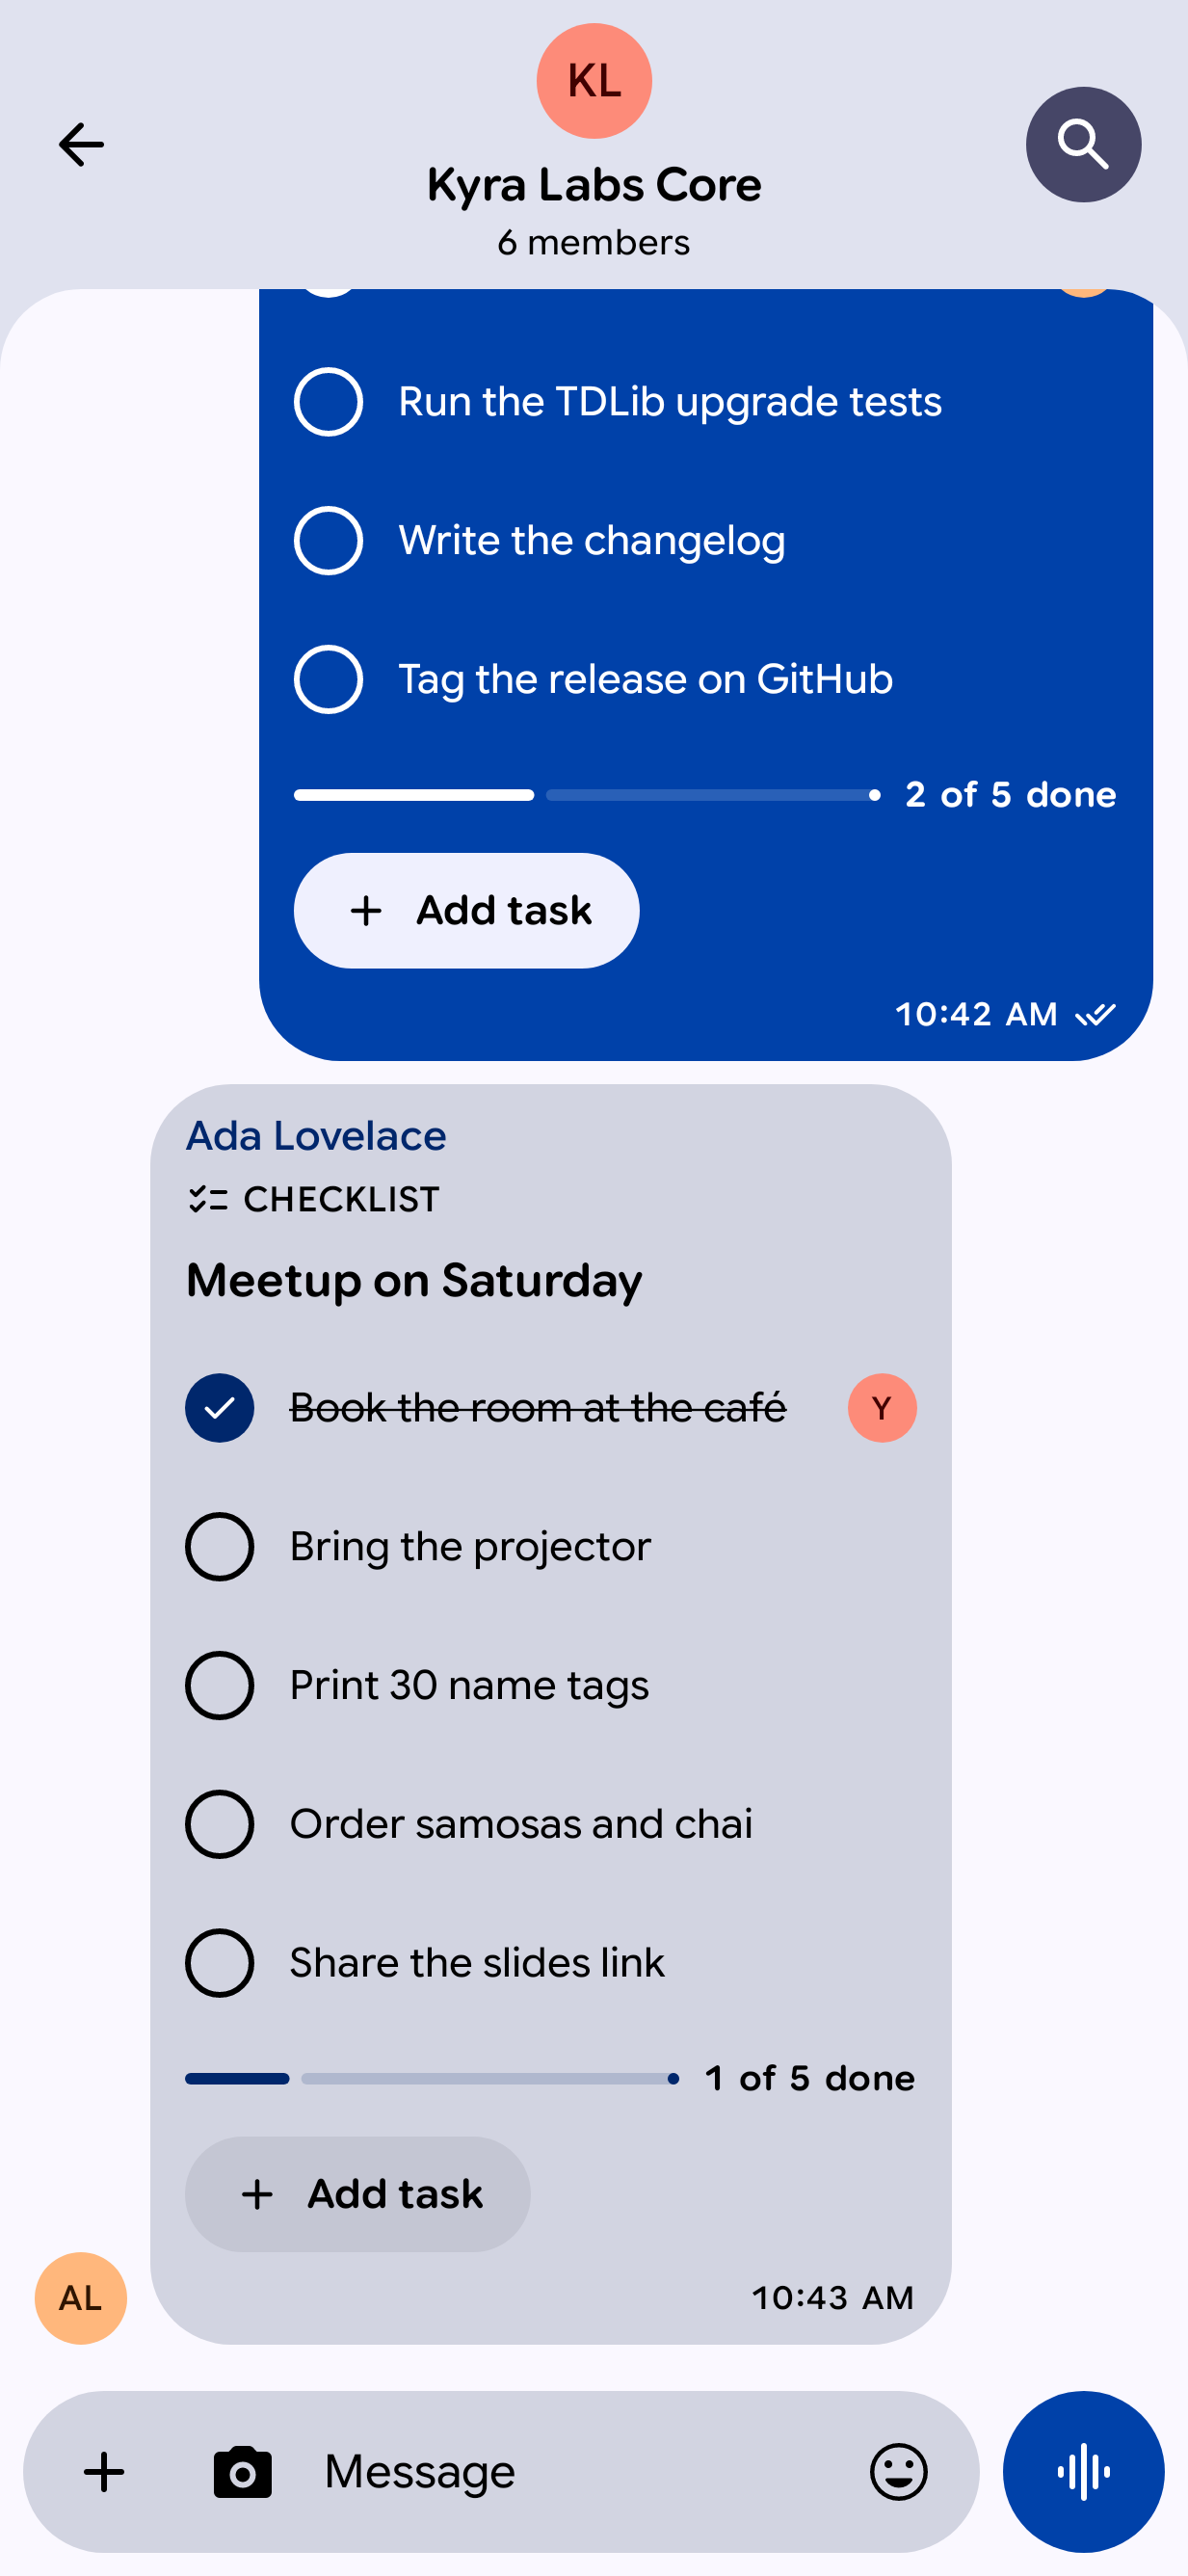 KL
Kyra Labs Core
6 members
Run the TDLib upgrade tests
Write the changelog
Tag the release on GitHub
2 of 5 done
Add task
10:42 AM
Ada Lovelace
CHECKLIST
Meetup on Saturday
Book the room at the café Y
Bring the projector
Print 30 name tags
Order samosas and chai
Share the slides link
1 of 5 done
Add task
AL
10:43 AM
Message